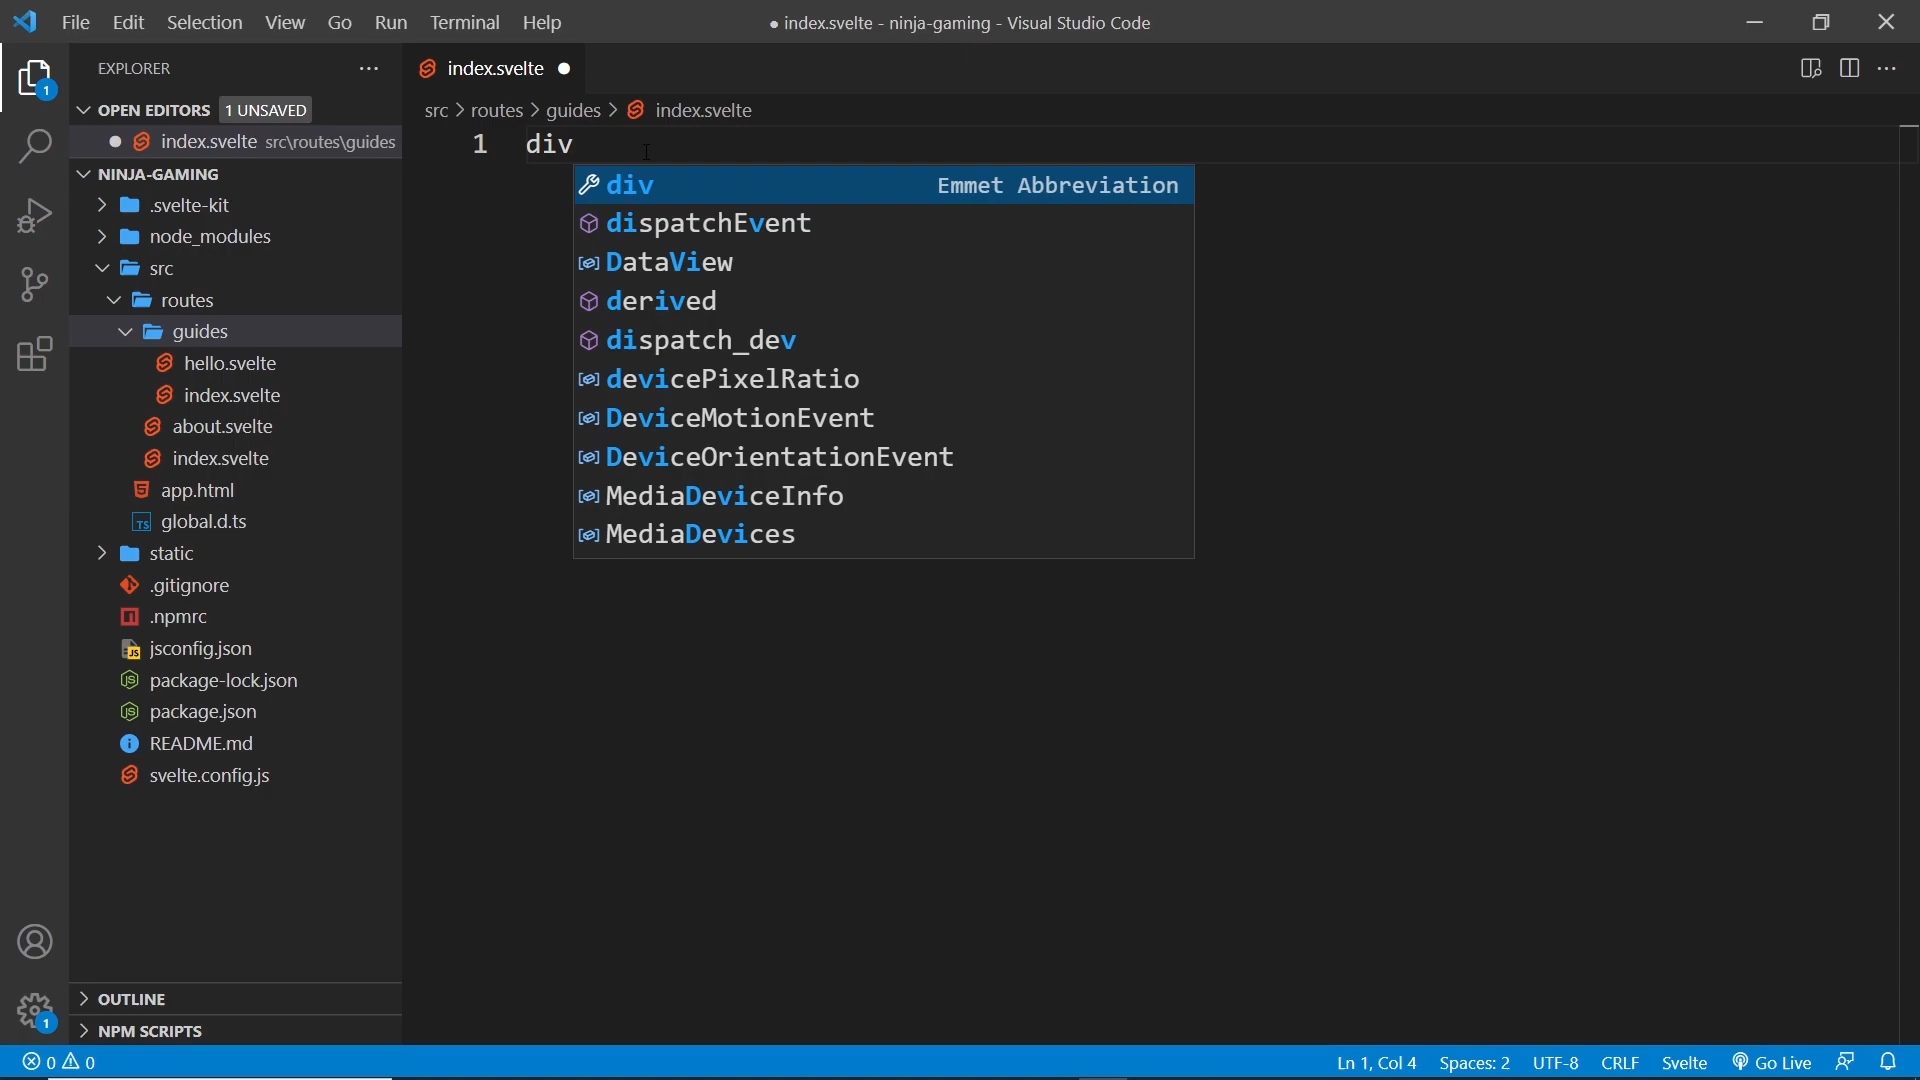 File Edit Selection View Go Run Terminal Help
● index.svelte - ninja-gaming - Visual Studio Code
EXPLORER
OPEN EDITORS 1 UNSAVED
index.svelte src\routes\guides
NINJA-GAMING
.svelte-kit
node_modules
src
routes
guides
hello.svelte
index.svelte
about.svelte
index.svelte
app.html
TS global.d.ts
static
.gitignore
.npmrc
JS jsconfig.json
package-lock.json
package.json
README.md
svelte.config.js
OUTLINE
NPM SCRIPTS
1
1
index.svelte
src > routes > guides > index.svelte
1 div
div Emmet Abbreviation
dispatchEvent
DataView
derived
dispatch_dev
devicePixelRatio
DeviceMotionEvent
DeviceOrientationEvent
MediaDeviceInfo
MediaDevices
0 0
Ln 1, Col 4 Spaces: 2 UTF-8 CRLF Svelte Go Live